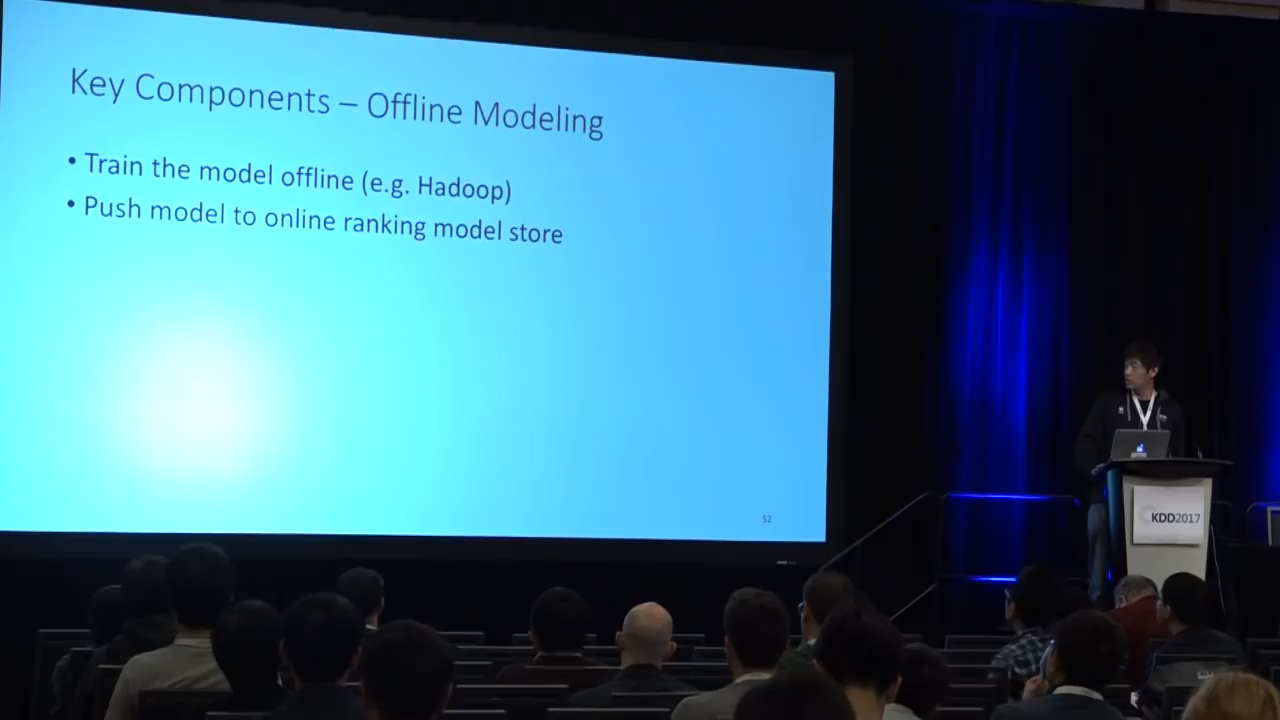 Key Components – Offline Modeling
• Train the model offline (e.g. Hadoop)
• Push model to online ranking model store
52
KDD2017